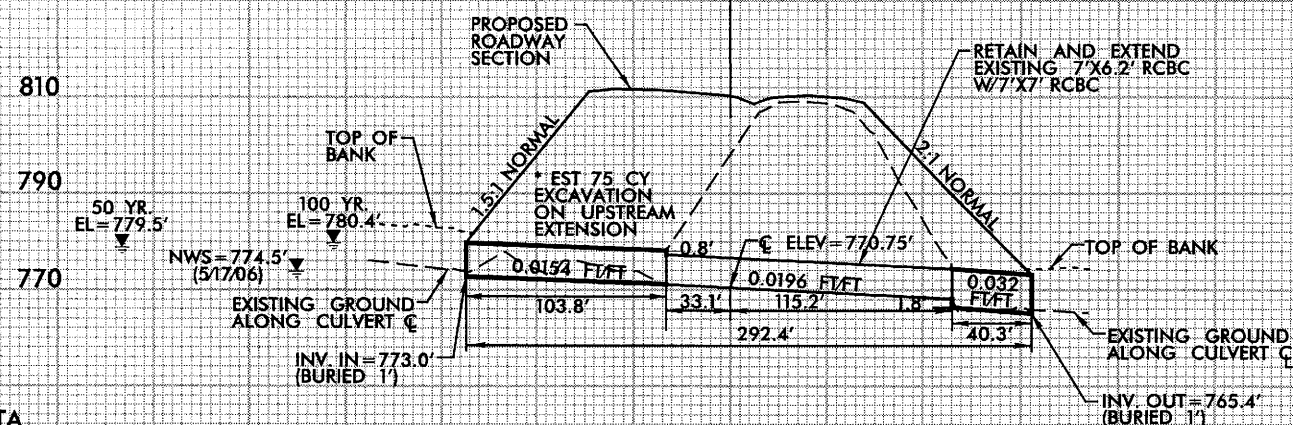 PROPOSED
ROADWAY
SECTION
RETAIN AND EXTEND
EXISTING 7'X6.2' RCBC
W/7'X7' RCBC
810
TOP OF
BANK
1.5:1 NORMAL
2:1 NORMAL
* EST 75 CY
EXCAVATION
ON UPSTREAM
EXTENSION
790
50 YR.
EL=779.5'
100 YR.
EL=780.4'
NWS=774.5'
(5/17/06)
0.8'
℄ ELEV=770.75'
TOP OF BANK
770
0.0154 FT/FT
0.0196 FT/FT
0.032
FT/FT
EXISTING GROUND
ALONG CULVERT ℄
103.8'
33.1'
115.2'
1.8'
292.4'
40.3'
EXISTING GROUND
ALONG CULVERT ℄
INV. IN=773.0'
(BURIED 1')
INV. OUT=765.4'
(BURIED 1')
TA